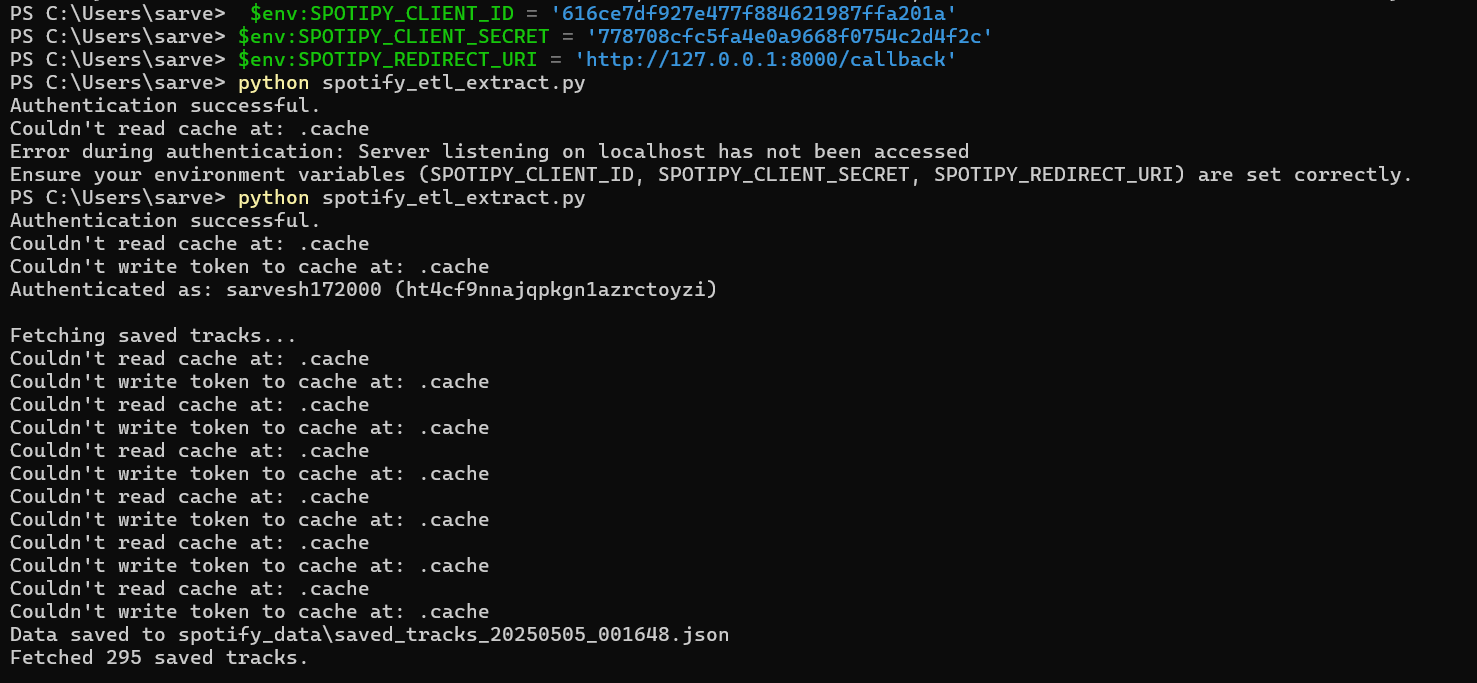 PS C:\Users\sarve>  $env:SPOTIPY_CLIENT_ID = '616ce7df927e477f884621987ffa201a'
PS C:\Users\sarve> $env:SPOTIPY_CLIENT_SECRET = '778708cfc5fa4e0a9668f0754c2d4f2c'
PS C:\Users\sarve> $env:SPOTIPY_REDIRECT_URI = 'http://127.0.0.1:8000/callback'
PS C:\Users\sarve> python spotify_etl_extract.py
Authentication successful.
Couldn't read cache at: .cache
Error during authentication: Server listening on localhost has not been accessed
Ensure your environment variables (SPOTIPY_CLIENT_ID, SPOTIPY_CLIENT_SECRET, SPOTIPY_REDIRECT_URI) are set correctly.
PS C:\Users\sarve> python spotify_etl_extract.py
Authentication successful.
Couldn't read cache at: .cache
Couldn't write token to cache at: .cache
Authenticated as: sarvesh172000 (ht4cf9nnajqpkgn1azrctoyzi)

Fetching saved tracks...
Couldn't read cache at: .cache
Couldn't write token to cache at: .cache
Couldn't read cache at: .cache
Couldn't write token to cache at: .cache
Couldn't read cache at: .cache
Couldn't write token to cache at: .cache
Couldn't read cache at: .cache
Couldn't write token to cache at: .cache
Couldn't read cache at: .cache
Couldn't write token to cache at: .cache
Couldn't read cache at: .cache
Couldn't write token to cache at: .cache
Data saved to spotify_data\saved_tracks_20250505_001648.json
Fetched 295 saved tracks.